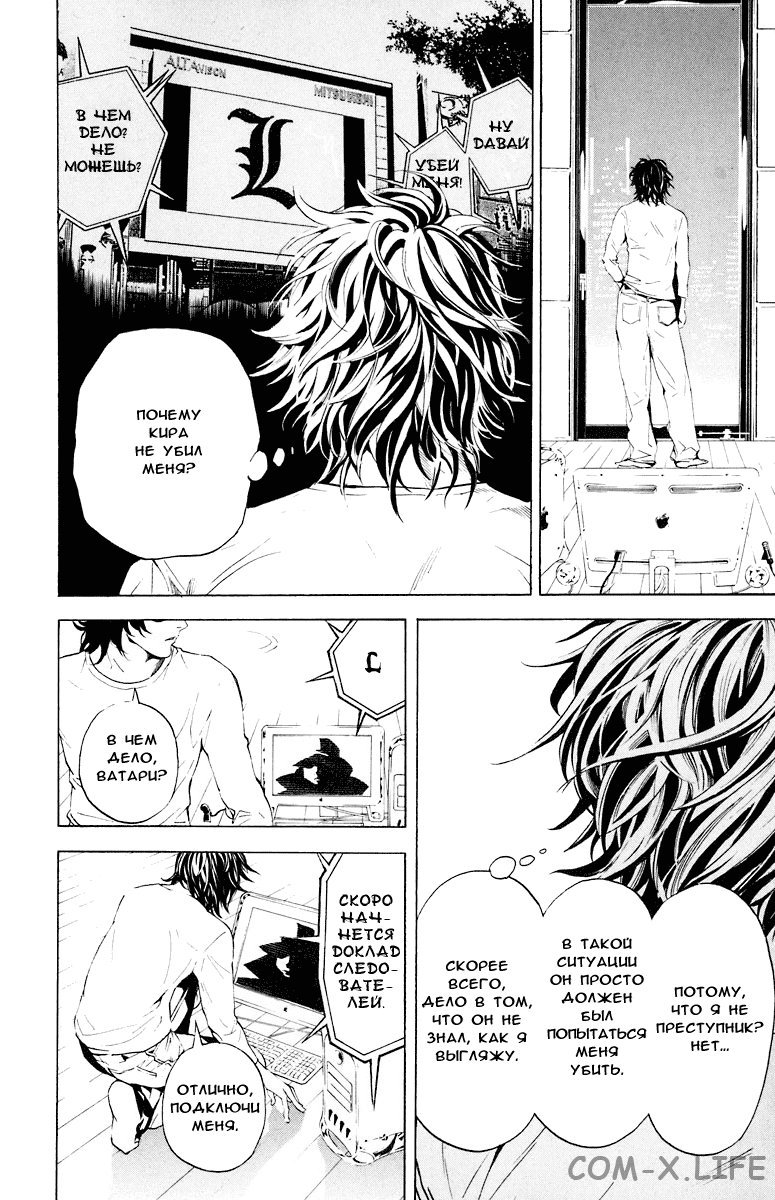 НУ
ДАВАЙ
УБЕЙ
МЕНЯ!
В ЧЕМ
ДЕЛО?
НЕ
МОЖЕШЬ?
ALTAVISON
MITSUBISHI
L
ПОЧЕМУ
КИРА
НЕ УБИЛ
МЕНЯ?
ПОТОМУ,
ЧТО Я НЕ
ПРЕСТУПНИК?
НЕТ...
В ТАКОЙ
СИТУАЦИИ
ОН ПРОСТО
ДОЛЖЕН
БЫЛ
ПОПЫТАТЬСЯ
МЕНЯ
УБИТЬ.
СКОРЕЕ
ВСЕГО,
ДЕЛО В ТОМ,
ЧТО ОН НЕ
ЗНАЛ, КАК Я
ВЫГЛЯЖУ.
L
В ЧЕМ
ДЕЛО,
ВАТАРИ?
СКОРО
НАЧ-
НЕТСЯ
ДОКЛАД
СЛЕДО-
ВАТЕ-
ЛЕЙ.
ОТЛИЧНО,
ПОДКЛЮЧИ
МЕНЯ.
COM-X.LIFE